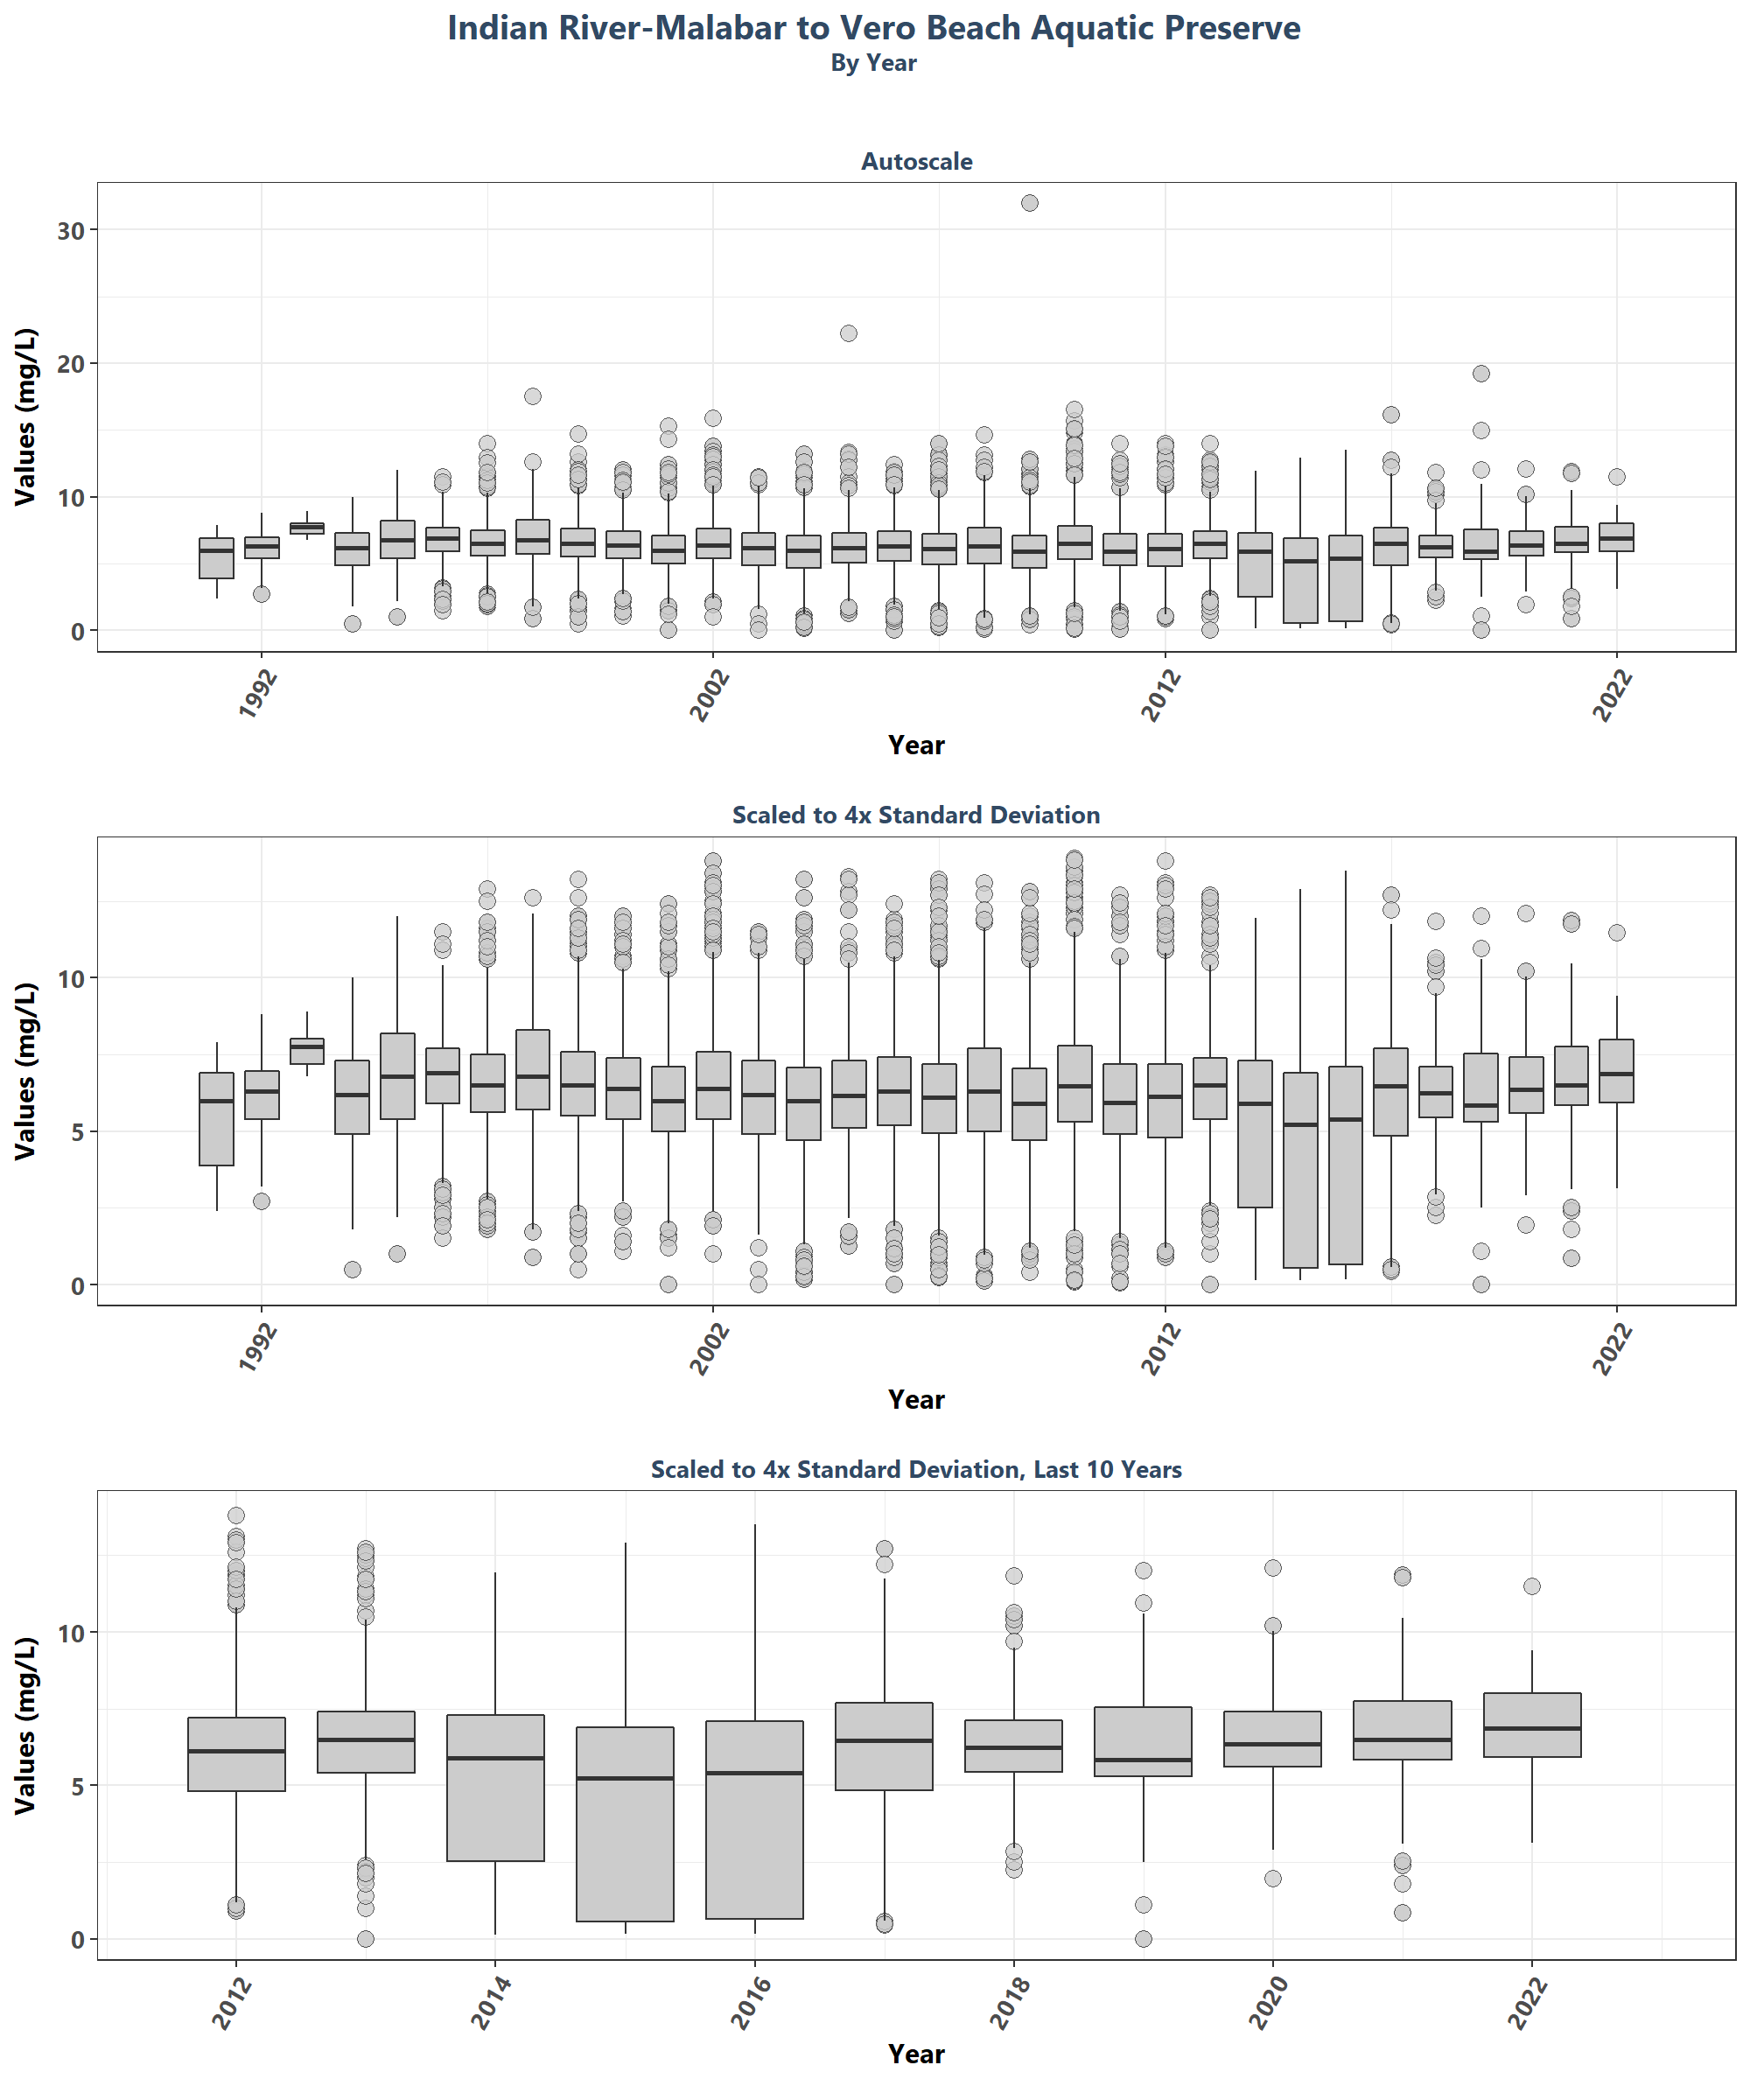 Indian River-Malabar to Vero Beach Aquatic Preserve
By Year
Autoscale
Values (mg/L)
30
20
10
0
1992
2002
2012
2022
Year
Scaled to 4x Standard Deviation
Values (mg/L)
10
5
0
1992
2002
2012
2022
Year
Scaled to 4x Standard Deviation, Last 10 Years
Values (mg/L)
10
5
0
2012
2014
2016
2018
2020
2022
Year